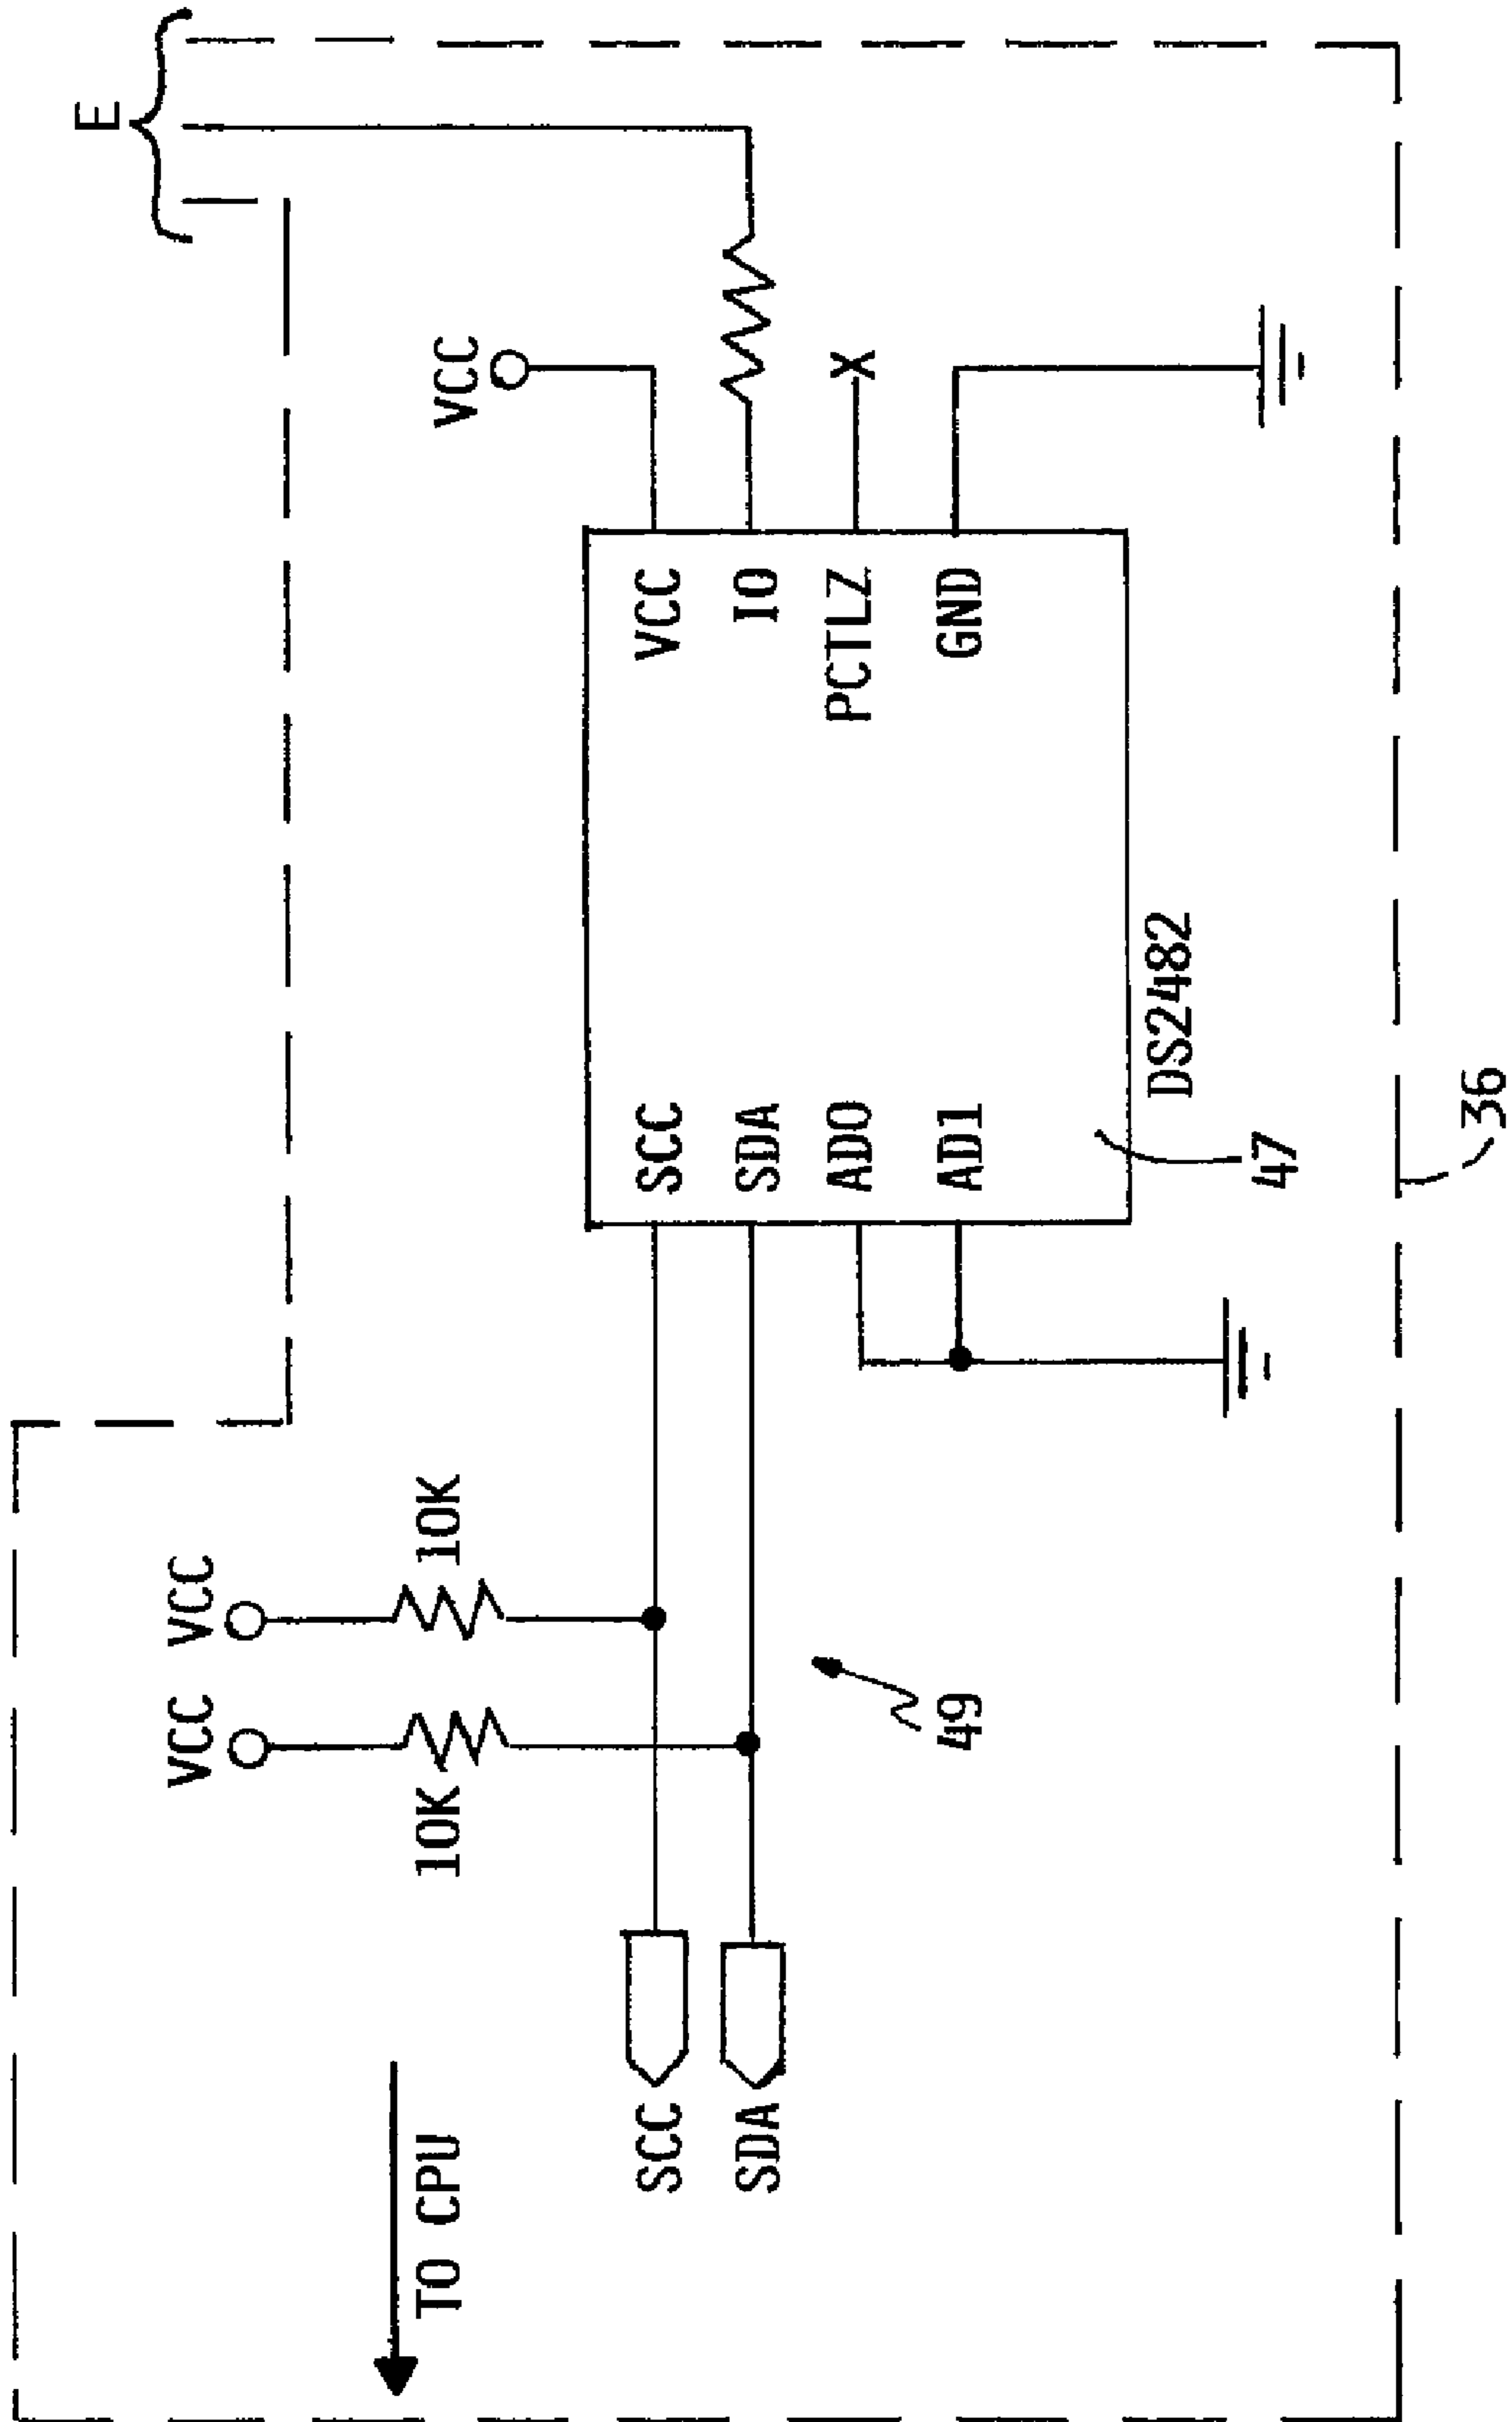 E
VCC
VCC
VCC
10K
10K
TO CPU
SCC
SDA
SCC
SDA
AD0
AD1
VCC
IO
PCTLZ
X
GND
DS2482
47
49
36